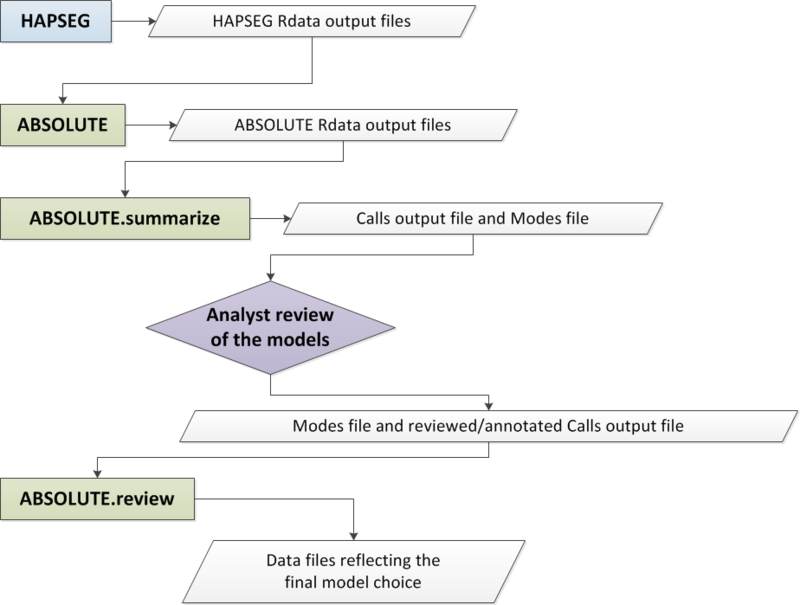 HAPSEG
HAPSEG Rdata output files
ABSOLUTE
ABSOLUTE Rdata output files
ABSOLUTE.summarize
Calls output file and Modes file
Analyst review
of the models
Modes file and reviewed/annotated Calls output file
ABSOLUTE.review
Data files reflecting the
final model choice